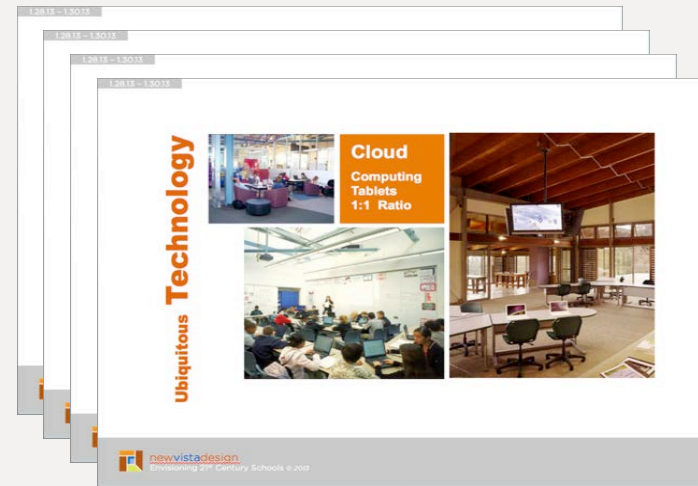 1.28.13 – 1.30.13
1.28.13 – 1.30.13
1.28.13 – 1.30.13
1.28.13 – 1.30.13
Ubiquitous Technology
Cloud
Computing
Tablets
1:1 Ratio
newvistadesign
Envisioning 21st Century Schools © 2013